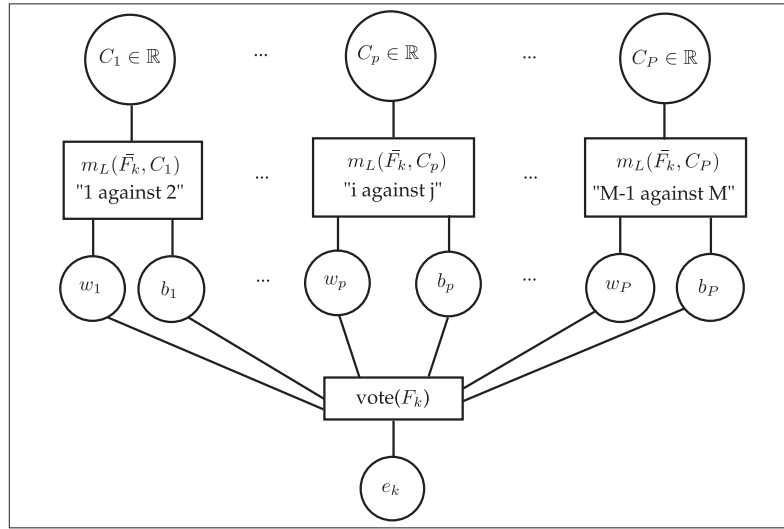 C₁ ∈ ℝ ... Cₚ ∈ ℝ ... C_P ∈ ℝ
m_L(F̄ₖ, C₁) m_L(F̄ₖ, Cₚ) m_L(F̄ₖ, C_P)
"1 against 2" ... "i against j" ... "M-1 against M"
w₁ b₁ ... wₚ bₚ ... w_P b_P
vote(Fₖ)
eₖ